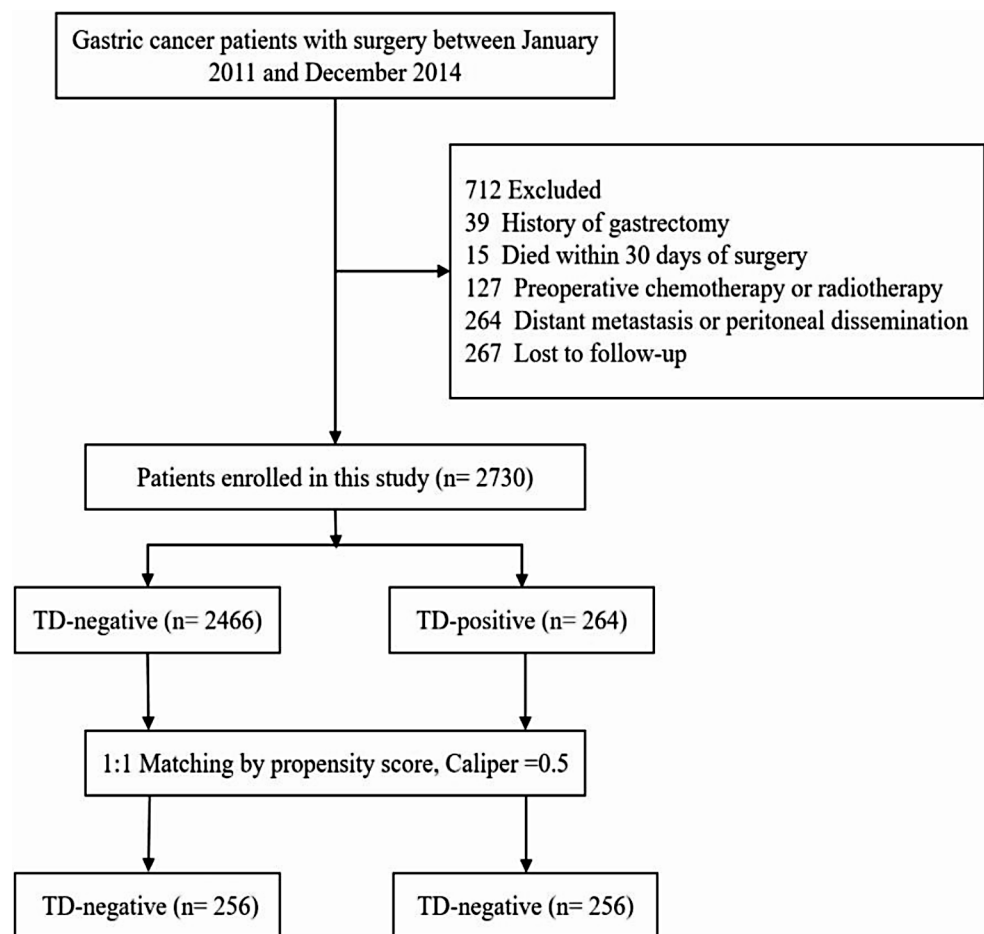 Gastric cancer patients with surgery between January
2011 and December 2014
712 Excluded
39 History of gastrectomy
15 Died within 30 days of surgery
127 Preoperative chemotherapy or radiotherapy
264 Distant metastasis or peritoneal dissemination
267 Lost to follow-up
Patients enrolled in this study (n= 2730)
TD-negative (n= 2466)
TD-positive (n= 264)
1:1 Matching by propensity score, Caliper =0.5
TD-negative (n= 256)
TD-negative (n= 256)